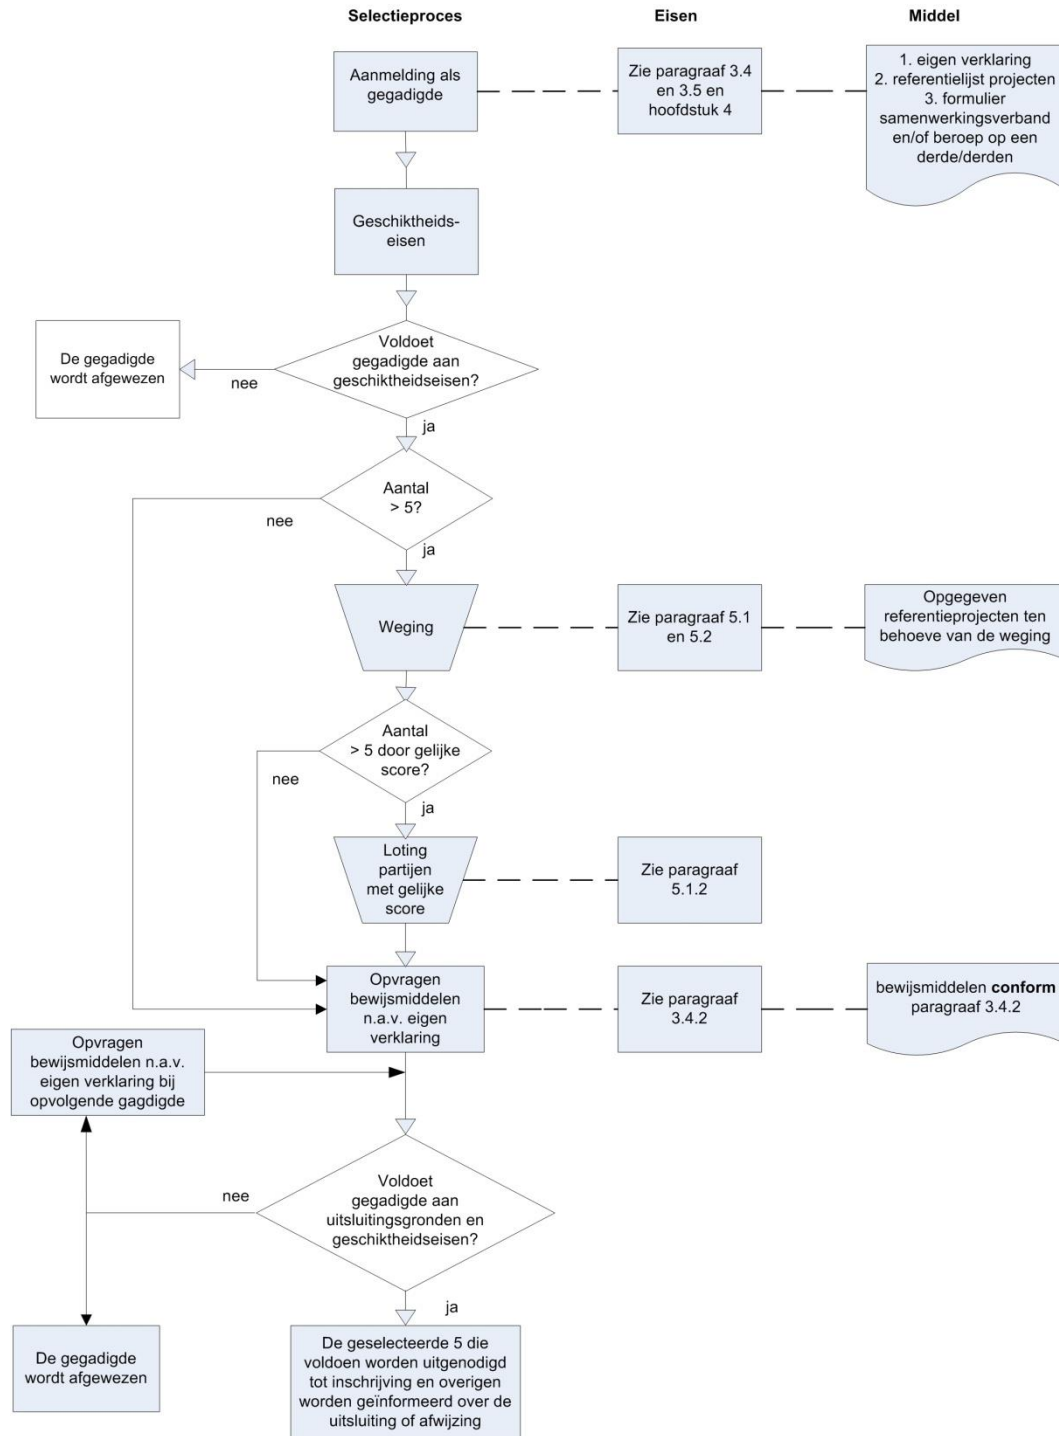 Selectieproces
Eisen
Middel
Aanmelding als
gegadigde
Zie paragraaf 3.4
en 3.5 en
hoofdstuk 4
1. eigen verklaring
2. referentielijst projecten
3. formulier
samenwerkingsverband
en/of beroep op een
derde/derden
Geschiktheids-
eisen
Voldoet
gegadigde aan
geschiktheidseisen?
nee
De gegadigde
wordt afgewezen
ja
Aantal
> 5?
nee
ja
Weging
Zie paragraaf 5.1
en 5.2
Opgegeven
referentieprojecten ten
behoeve van de weging
Aantal
> 5 door gelijke
score?
nee
ja
Loting
partijen
met gelijke
score
Zie paragraaf
5.1.2
Opvragen
bewijsmiddelen
n.a.v. eigen
verklaring
Zie paragraaf
3.4.2
bewijsmiddelen conform
paragraaf 3.4.2
Opvragen
bewijsmiddelen n.a.v.
eigen verklaring bij
opvolgende gagdigde
Voldoet
gegadigde aan
uitsluitingsgronden en
geschiktheidseisen?
nee
ja
De gegadigde
wordt afgewezen
De geselecteerde 5 die
voldoen worden uitgenodigd
tot inschrijving en overigen
worden geïnformeerd over de
uitsluiting of afwijzing